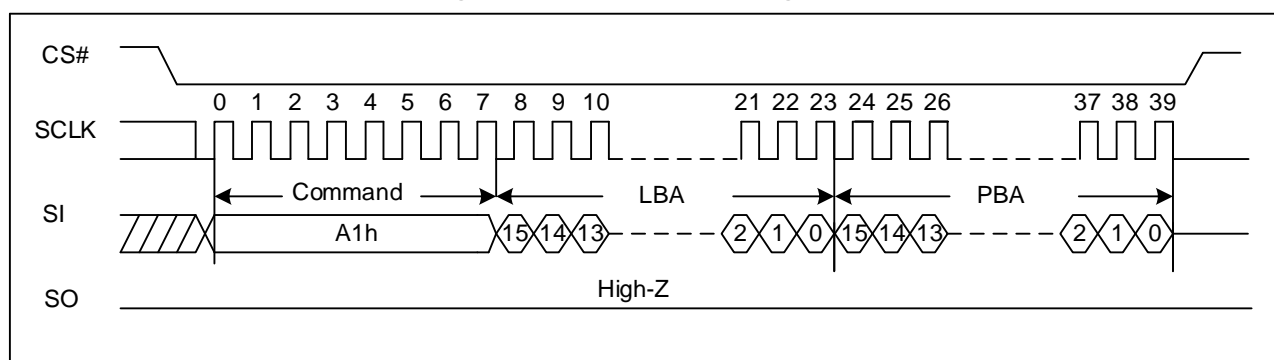 CS#
0 1 2 3 4 5 6 7 8 9 10 21 22 23 24 25 26 37 38 39
SCLK
Command LBA PBA
SI
A1h 15 14 13 2 1 0 15 14 13 2 1 0
High-Z
SO